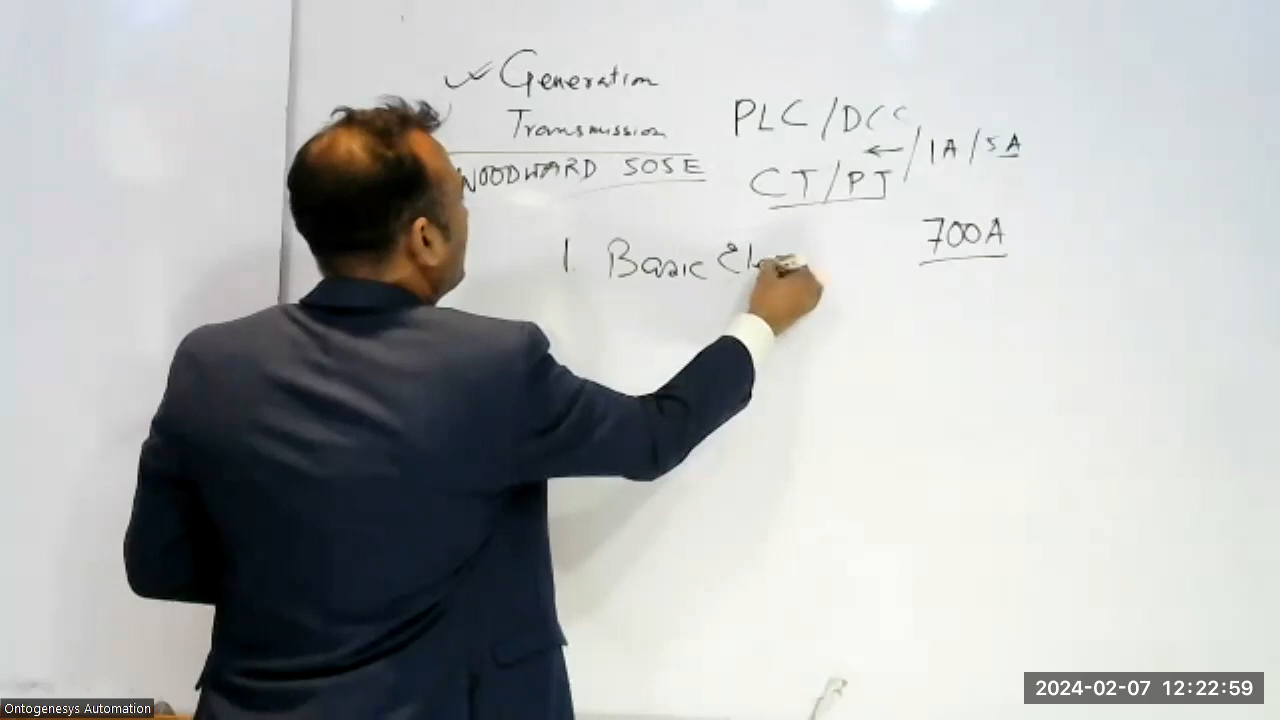 Generation
Transmission
WOODWARD 505E
PLC/DCS
← / 1A / 5A
CT/PT
700A
1. Basic Ele
2024-02-07 12:22:59
Ontogenesys Automation